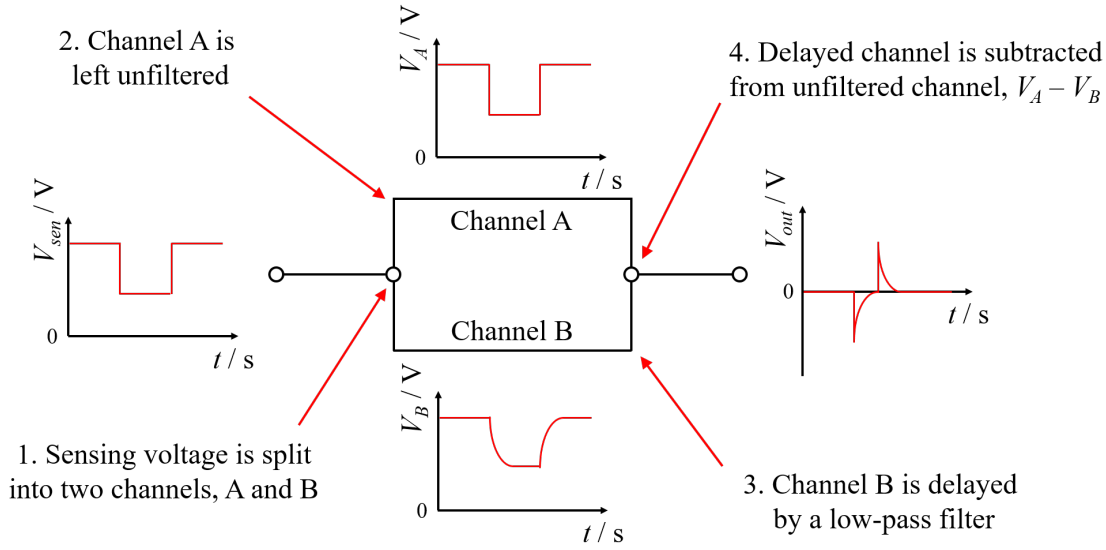 2. Channel A is
left unfiltered
V_A / V
0
t / s
4. Delayed channel is subtracted
from unfiltered channel, V_A – V_B
V_sen / V
0
t / s
Channel A
Channel B
V_out / V
0
t / s
1. Sensing voltage is split
into two channels, A and B
V_B / V
0
t / s
3. Channel B is delayed
by a low-pass filter